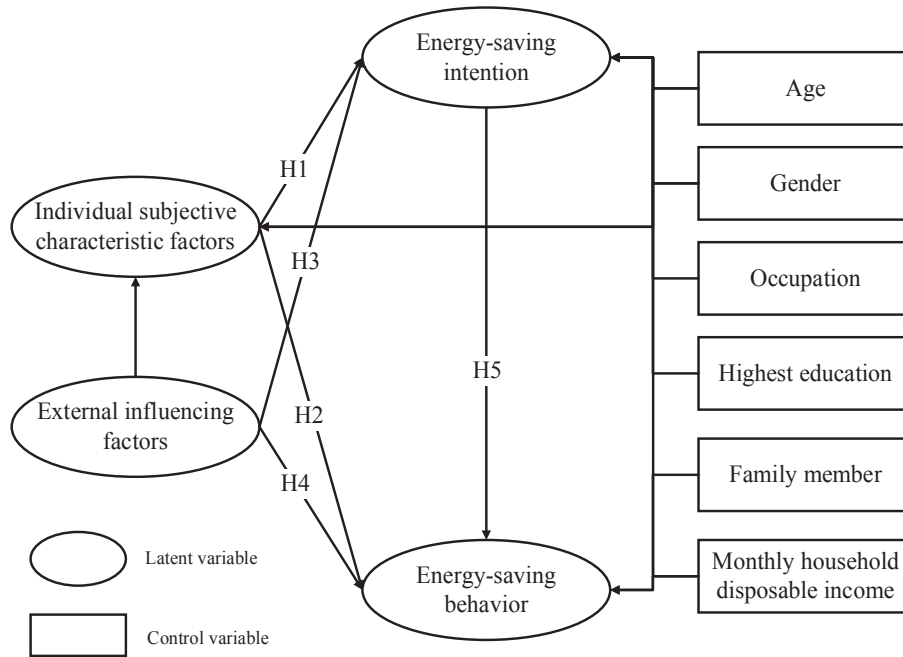 Energy-saving
intention
Age
Gender
H1
Individual subjective
characteristic factors
H3
Occupation
H5
Highest education
External influencing
factors
H2
H4
Family member
Latent variable
Energy-saving
behavior
Monthly household
disposable income
Control variable